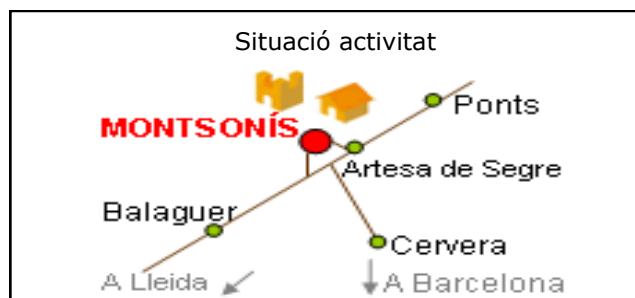 Situació activitat
Ponts
MONTSONÍS
Artesa de Segre
Balaguer
Cervera
A Lleida
A Barcelona